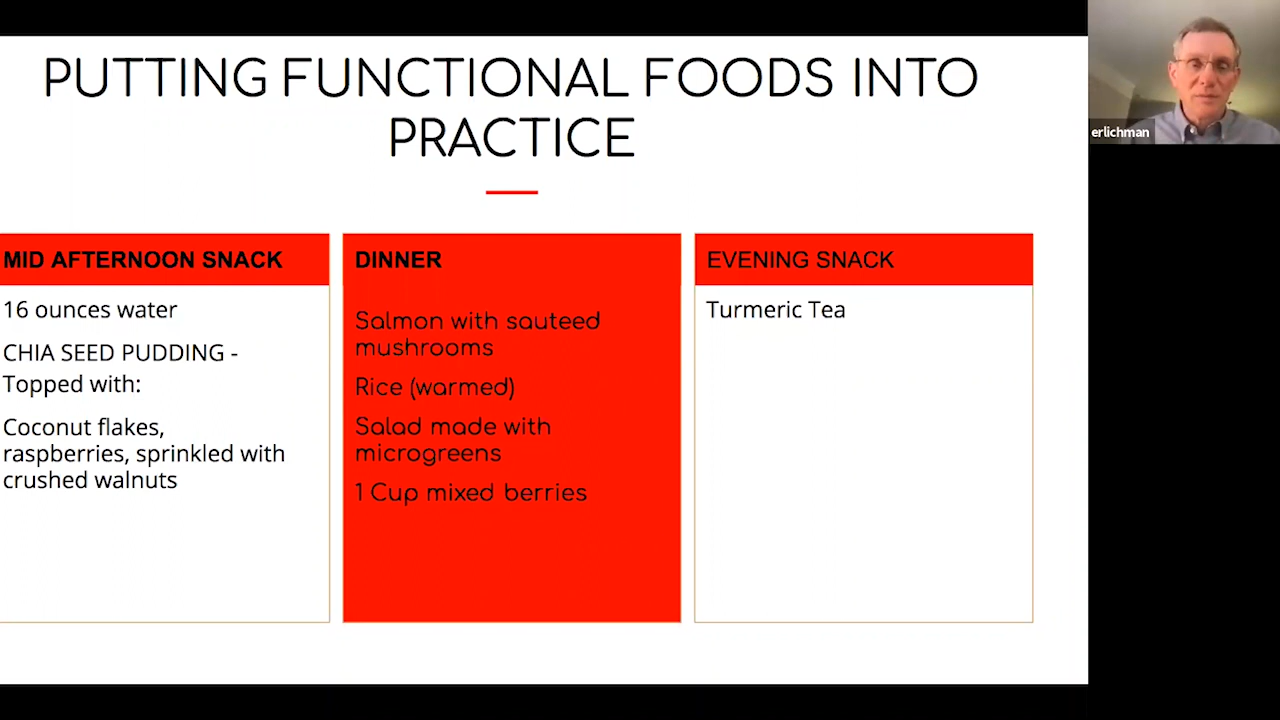 PUTTING FUNCTIONAL FOODS INTO
PRACTICE
MID AFTERNOON SNACK
16 ounces water
CHIA SEED PUDDING -
Topped with:
Coconut flakes,
raspberries, sprinkled with
crushed walnuts
DINNER
Salmon with sauteed
mushrooms
Rice (warmed)
Salad made with
microgreens
1 Cup mixed berries
EVENING SNACK
Turmeric Tea
erlichman